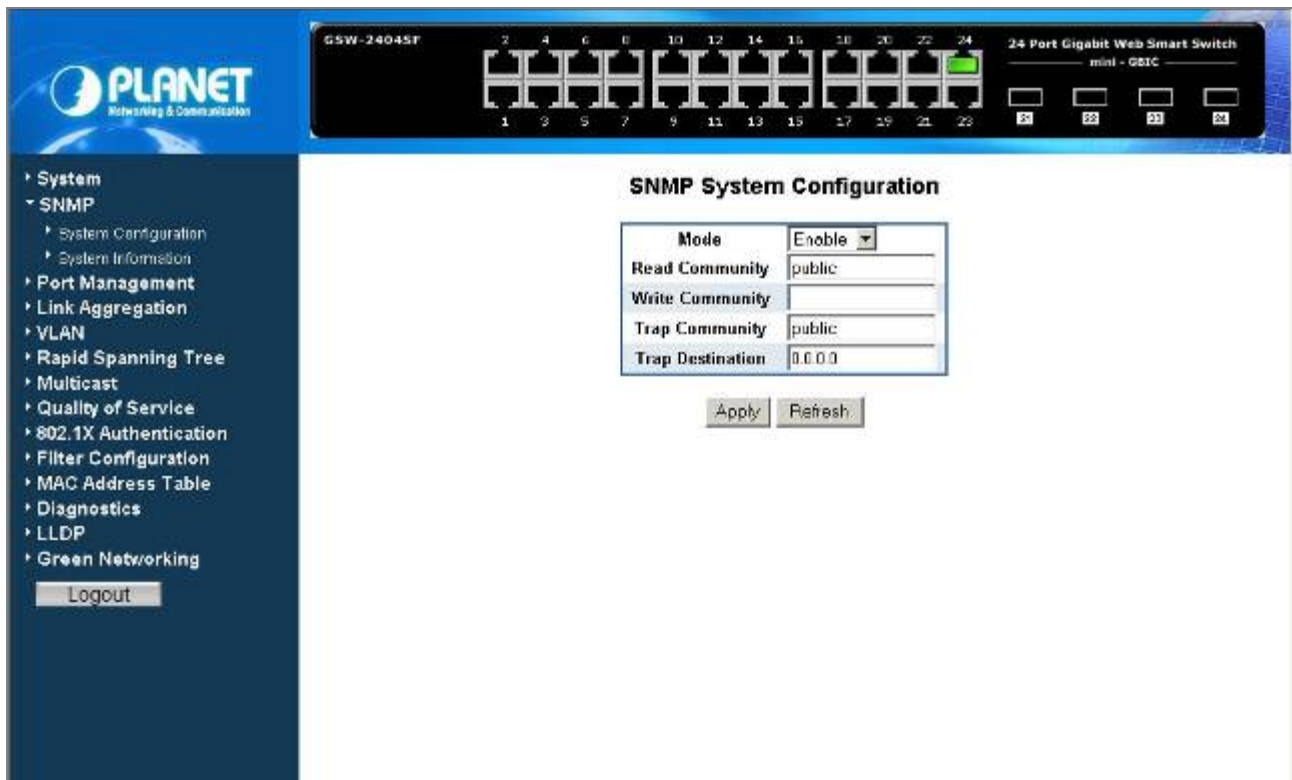 GSW-2404SF
2 4 6 8 10 12 14 16 18 20 22 24
24 Port Gigabit Web Smart Switch
mini - GBIC
1 3 5 7 9 11 13 15 17 19 21 23
21 22 23 24
PLANET
Networking & Communication
System
SNMP
System Configuration
System Information
Port Management
Link Aggregation
VLAN
Rapid Spanning Tree
Multicast
Quality of Service
802.1X Authentication
Filter Configuration
MAC Address Table
Diagnostics
LLDP
Green Networking
Logout
SNMP System Configuration
Mode Enable
Read Community public
Write Community
Trap Community public
Trap Destination 0.0.0.0
Apply Refresh